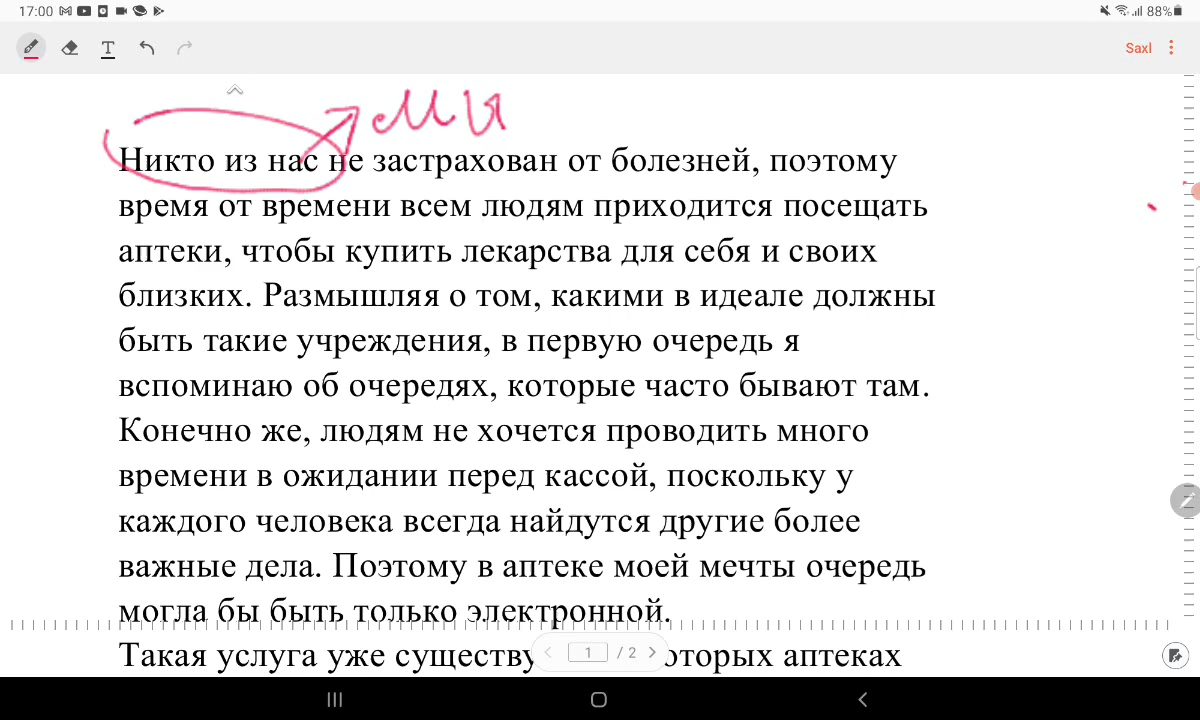 17:00 88%
Saxl
ми
Никто из нас не застрахован от болезней, поэтому
время от времени всем людям приходится посещать
аптеки, чтобы купить лекарства для себя и своих
близких. Размышляя о том, какими в идеале должны
быть такие учреждения, в первую очередь я
вспоминаю об очередях, которые часто бывают там.
Конечно же, людям не хочется проводить много
времени в ожидании перед кассой, поскольку у
каждого человека всегда найдутся другие более
важные дела. Поэтому в аптеке моей мечты очередь
могла бы быть только электронной.
Такая услуга уже существу оторых аптеках
1 / 2